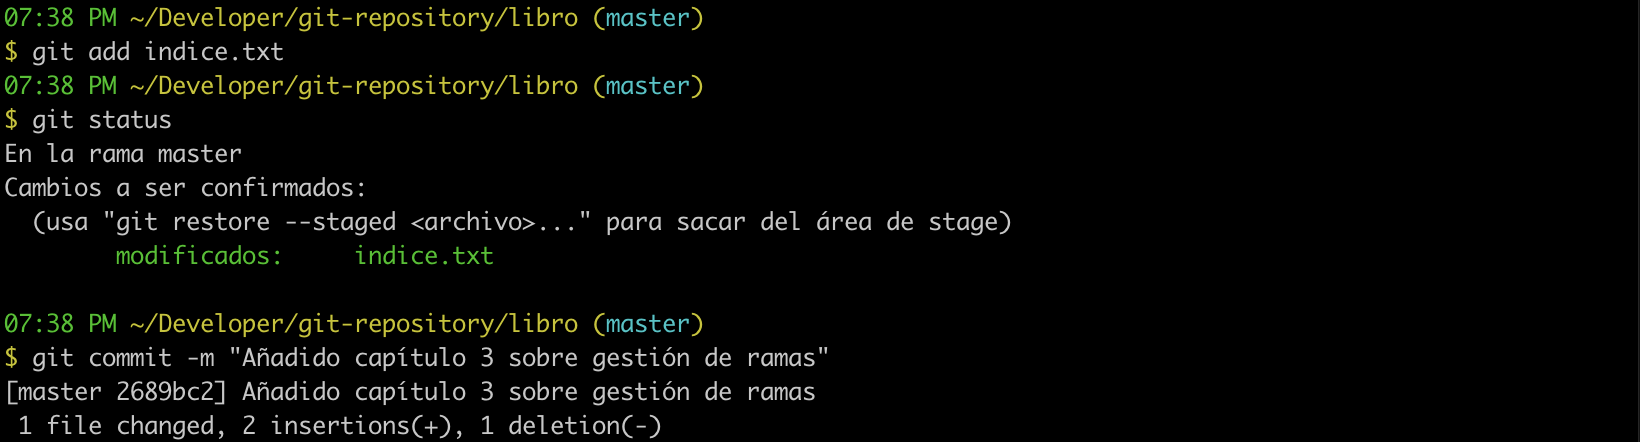 07:38 PM ~/Developer/git-repository/libro (master)
$ git add indice.txt
07:38 PM ~/Developer/git-repository/libro (master)
$ git status
En la rama master
Cambios a ser confirmados:
  (usa "git restore --staged <archivo>..." para sacar del área de stage)
        modificados:     indice.txt

07:38 PM ~/Developer/git-repository/libro (master)
$ git commit -m "Añadido capítulo 3 sobre gestión de ramas"
[master 2689bc2] Añadido capítulo 3 sobre gestión de ramas
 1 file changed, 2 insertions(+), 1 deletion(-)